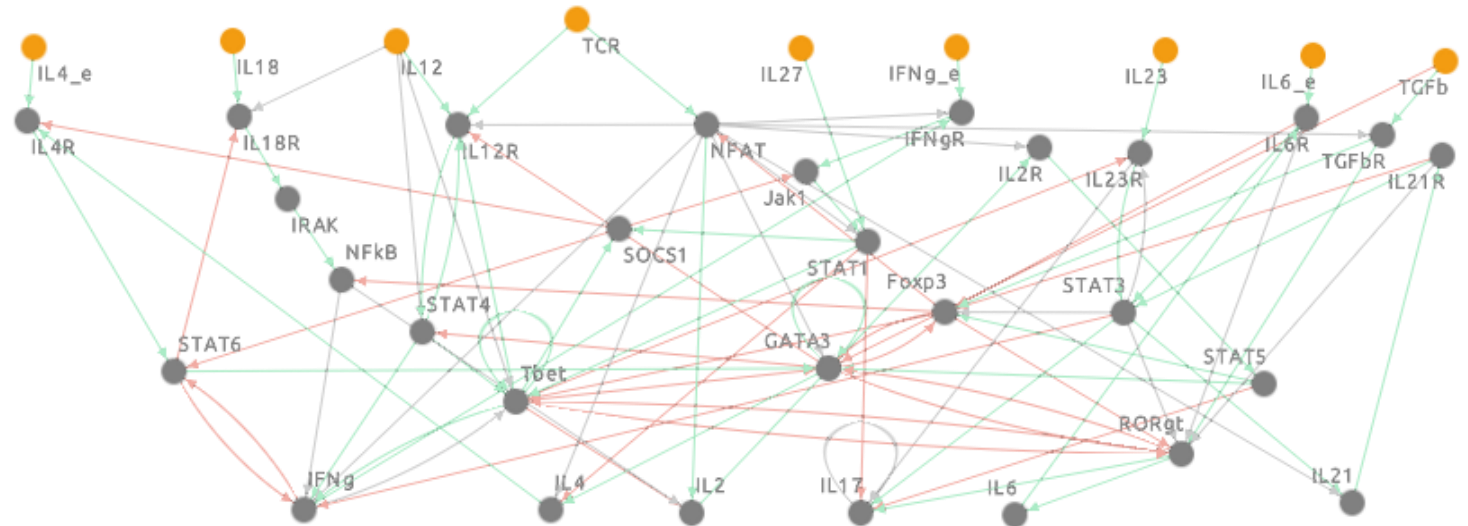 TCR
IL4_e
IL18
IL12
IL27
IFNg_e
IL23
IL6_e
TGFb
IL4R
IL18R
IL12R
NFAT
IFNgR
IL2R
IL23R
IL6R
TGFbR
IL21R
Jak1
IRAK
NFkB
SOCS1
STAT1
Foxp3
STAT3
STAT4
STAT6
GATA3
STAT5
Tbet
RORgt
IFNg
IL4
IL2
IL17
IL6
IL21